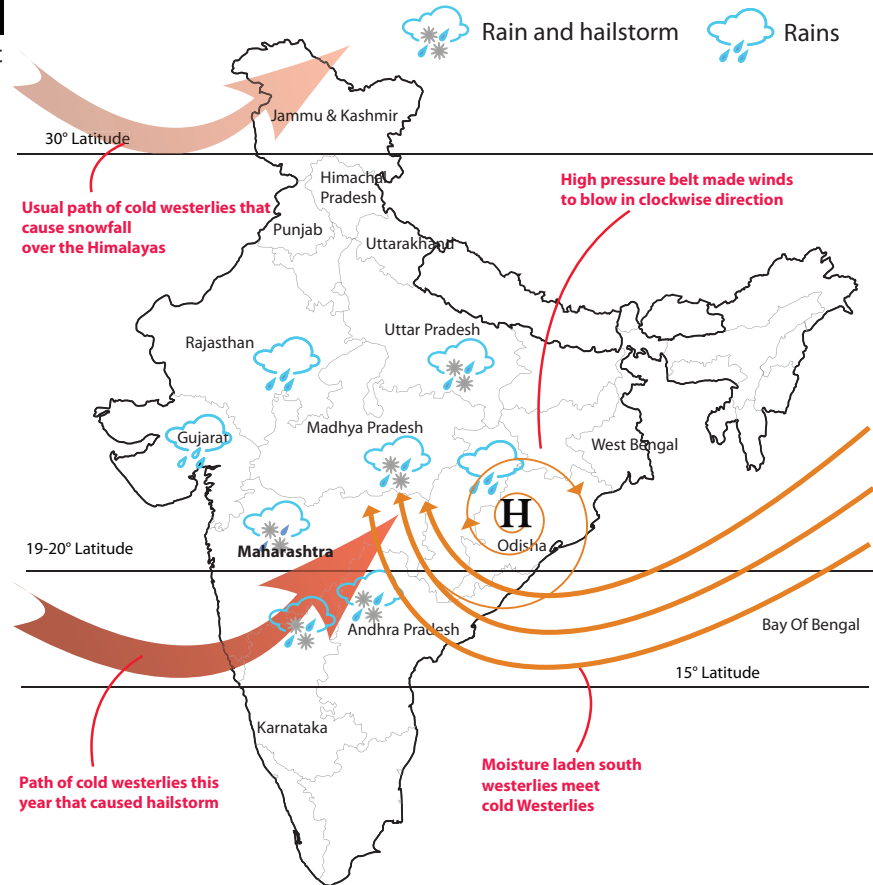 Rain and hailstorm
Rains
Jammu & Kashmir
30° Latitude
Himachal
Pradesh
High pressure belt made winds
to blow in clockwise direction
Usual path of cold westerlies that
cause snowfall
over the Himalayas
Punjab
Uttarakhand
Uttar Pradesh
Rajasthan
Madhya Pradesh
Gujarat
West Bengal
H
Odisha
19-20° Latitude
Maharashtra
Andhra Pradesh
Bay Of Bengal
15° Latitude
Karnataka
Path of cold westerlies this
year that caused hailstorm
Moisture laden south
westerlies meet
cold Westerlies